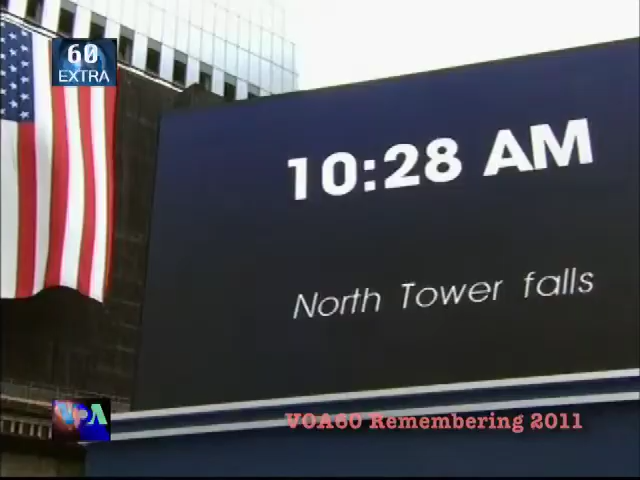 60
EXTRA
10:28 AM
North Tower falls
VOA
VOA60 Remembering 2011